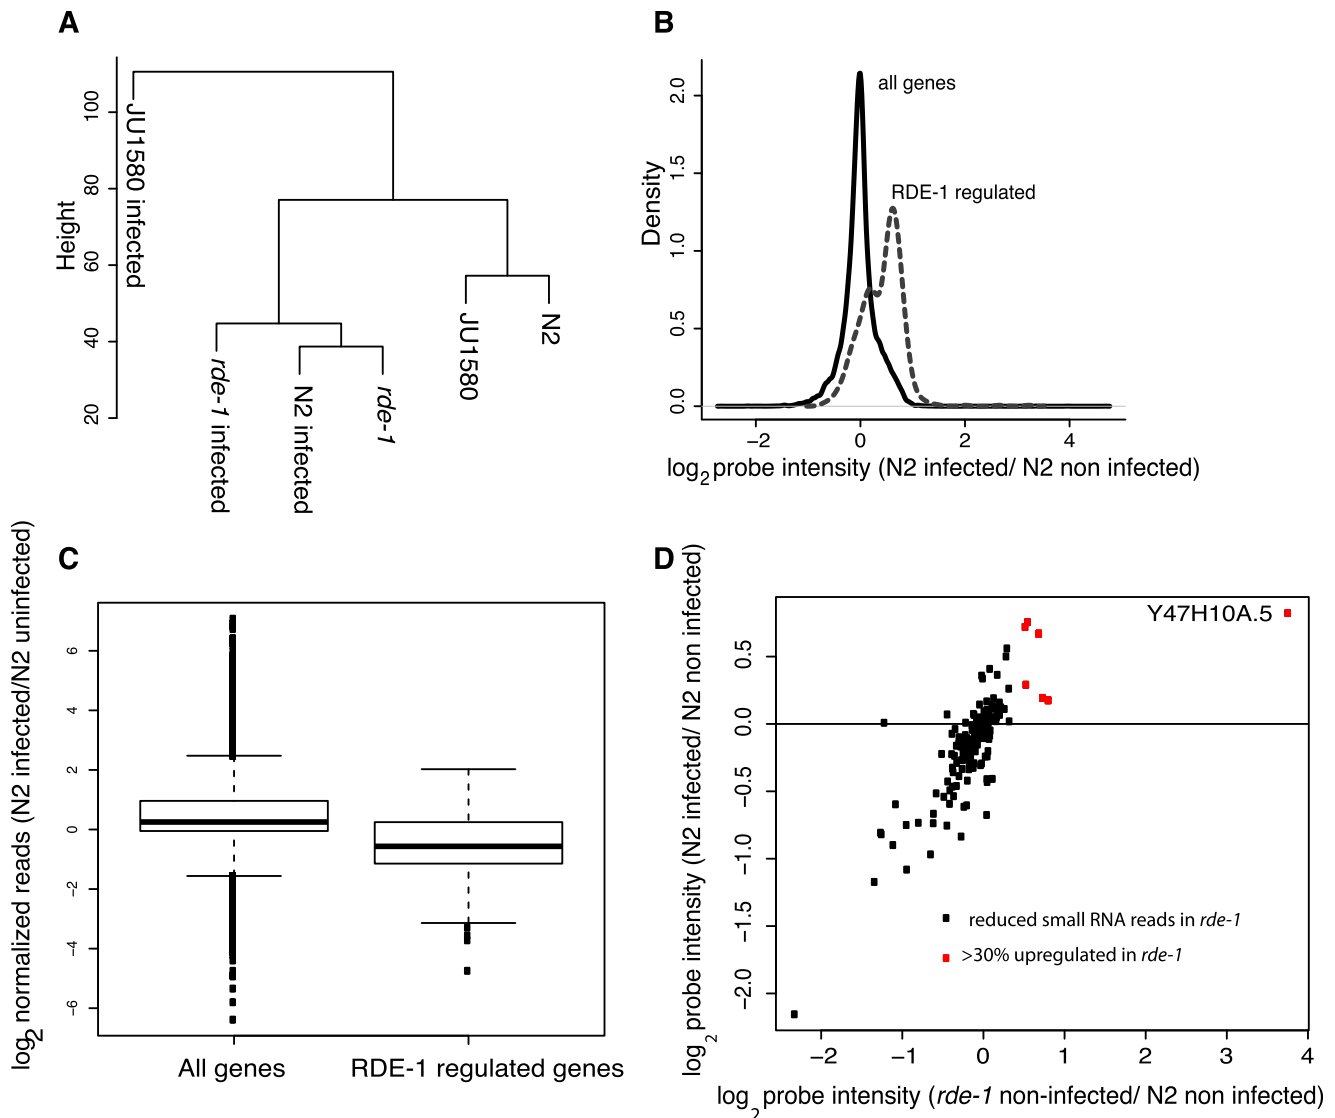 A
Height
20
40
60
80
100
JU1580 infected
rde-1 infected
N2 infected
rde-1
JU1580
N2
B
Density
0.0
0.5
1.0
1.5
2.0
all genes
RDE-1 regulated
−2
0
2
4
log2 probe intensity (N2 infected/ N2 non infected)
C
log2 normalized reads (N2 infected/N2 uninfected)
6
4
2
0
−2
−4
−6
All genes
RDE-1 regulated genes
D
log2 probe intensity (N2 infected/ N2 non infected)
0.5
0.0
−0.5
−1.0
−1.5
−2.0
Y47H10A.5
reduced small RNA reads in rde-1
>30% upregulated in rde-1
−2
−1
0
1
2
3
4
log2 probe intensity (rde-1 non-infected/ N2 non infected)